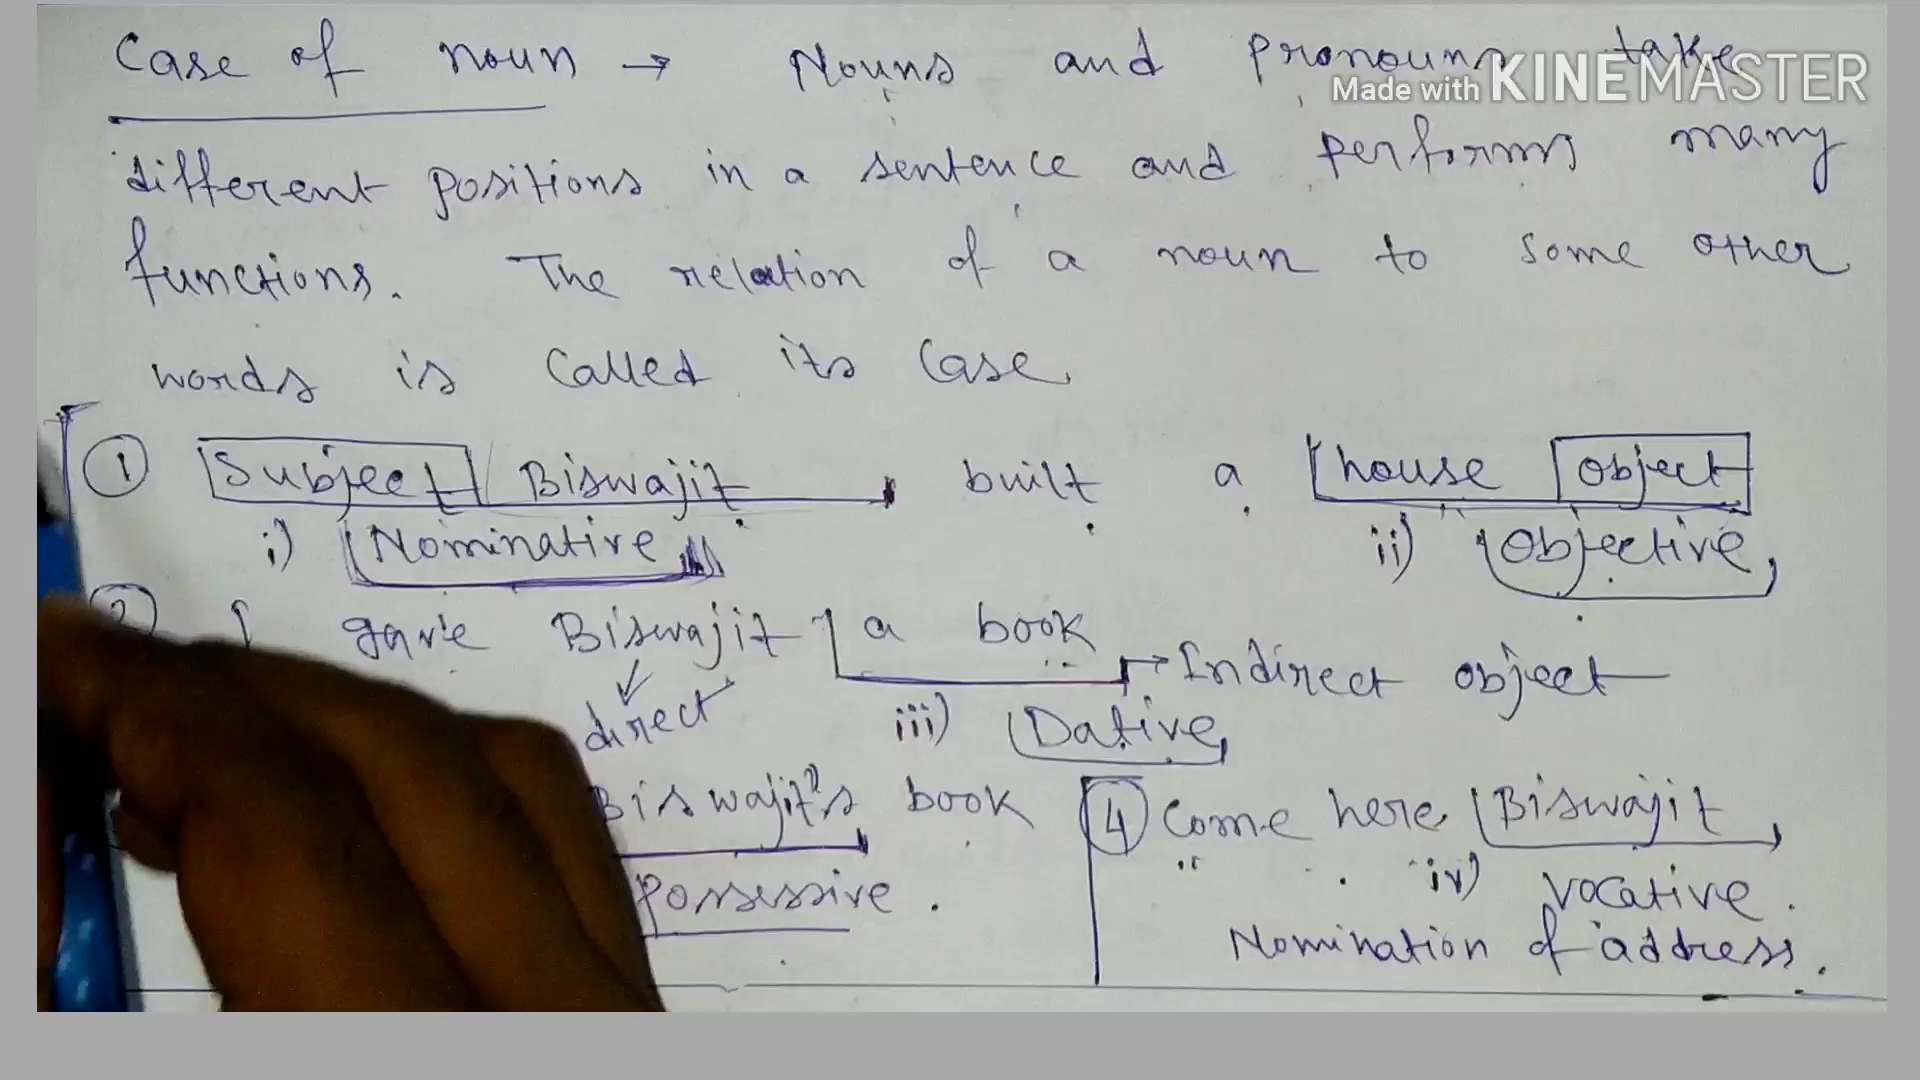 Case of noun → Nouns and pronouns take
Made with KINEMASTER
different positions in a sentence and performs many
functions. The relation of a noun to some other
words is called its case.
① Subject Biswajit built a house object
i) Nominative ii) Objective
② I gave Biswajit a book → Indirect object
direct iii) Dative
Biswajit's book ④ Come here, Biswajit
possessive. iv) vocative.
Nomination of address.